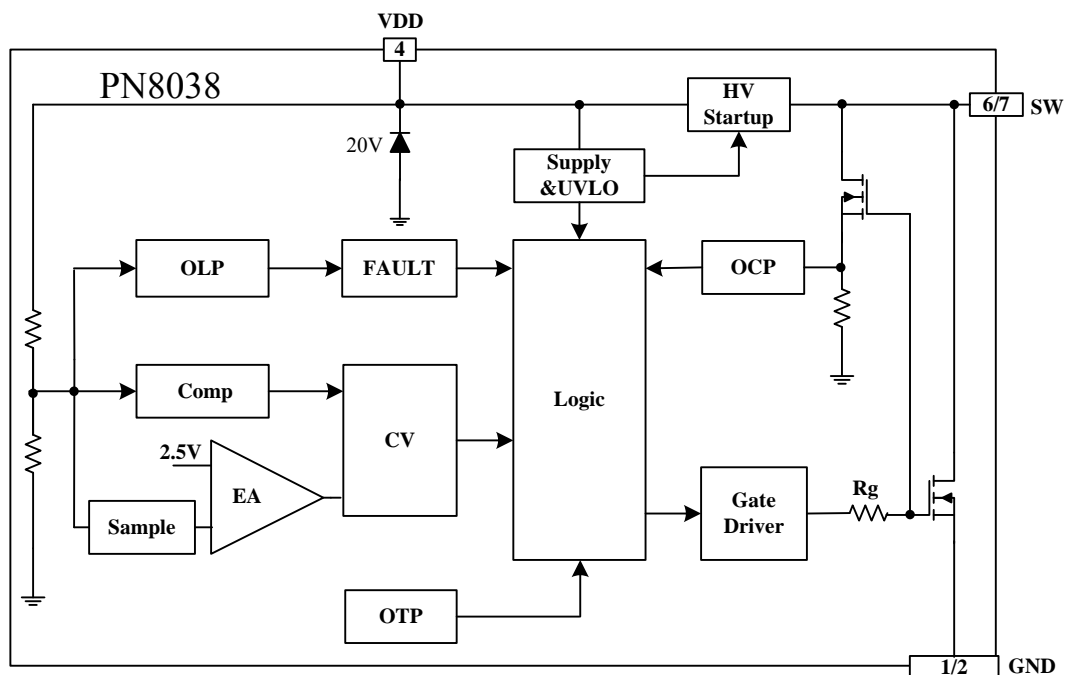 VDD
4
PN8038
HV
Startup
6/7
SW
20V
Supply
&UVLO
OLP
FAULT
OCP
Comp
CV
Logic
2.5V
EA
Sample
Gate
Driver
Rg
OTP
1/2
GND